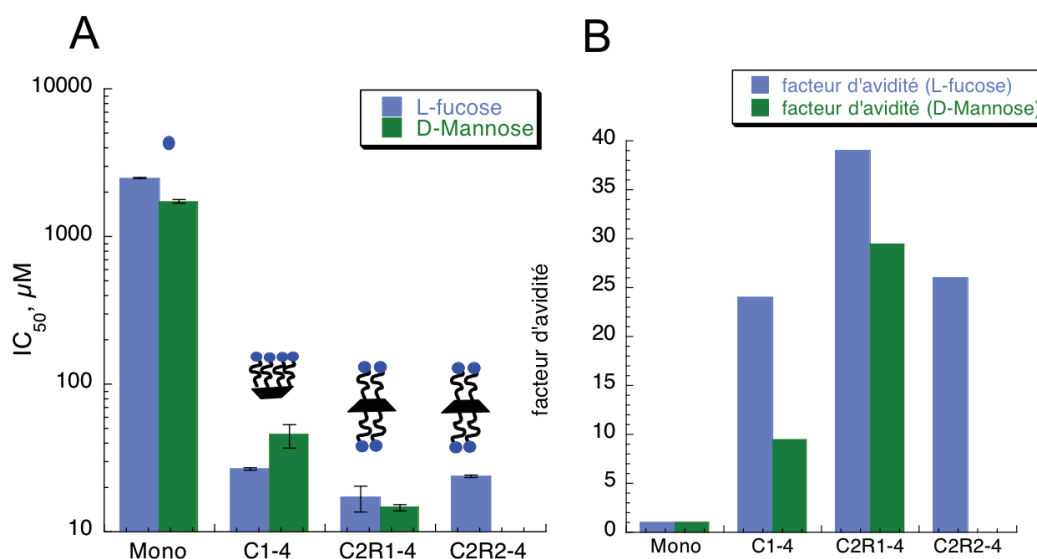 A
L-fucose
D-Mannose
10000
1000
100
10
IC50, µM
Mono
C1-4
C2R1-4
C2R2-4
B
facteur d'avidité (L-fucose)
facteur d'avidité (D-Mannose)
40
35
30
25
20
15
10
5
0
facteur d'avidité
Mono
C1-4
C2R1-4
C2R2-4